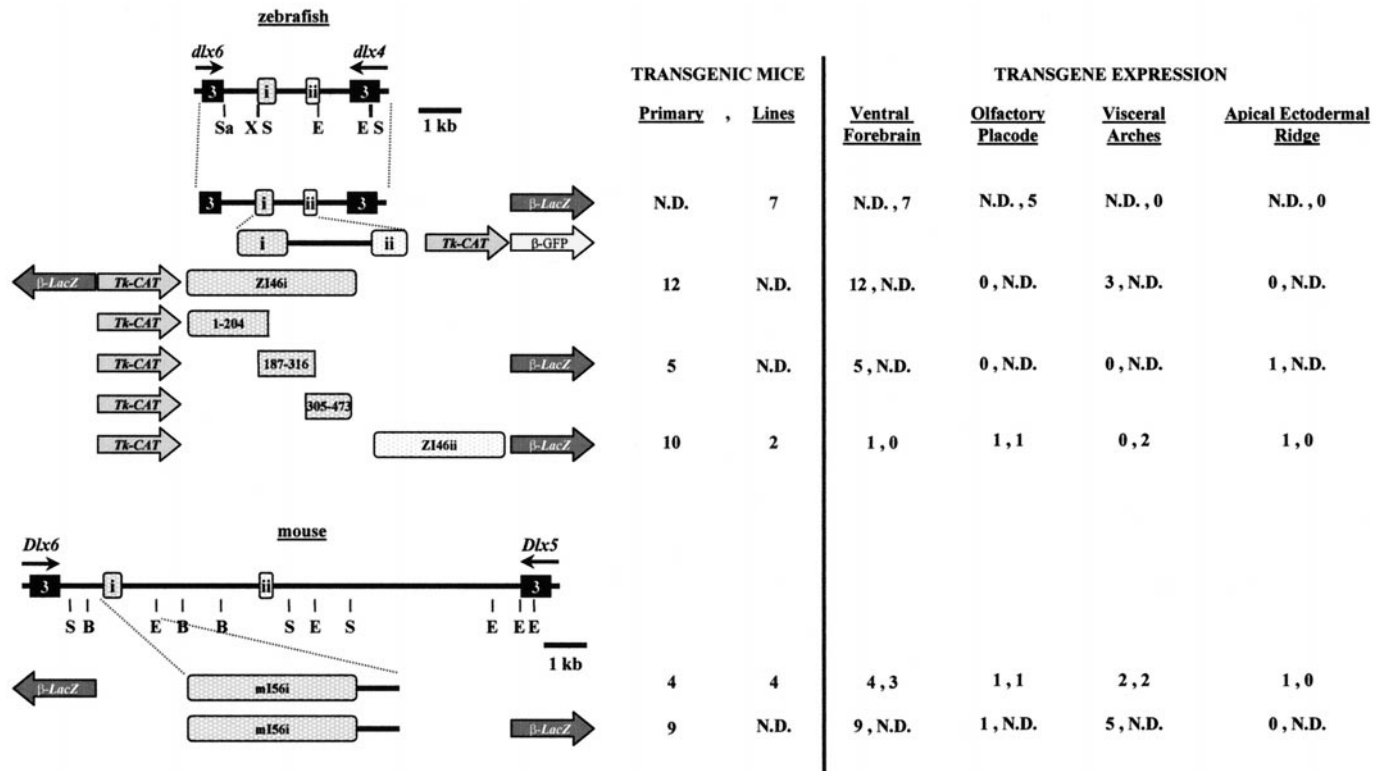 zebrafish
dlx6 dlx4
3 i ii 3
Sa X S E E S
1 kb
TRANSGENIC MICE TRANSGENE EXPRESSION
Primary , Lines Ventral Forebrain Olfactory Placode Visceral Arches Apical Ectodermal Ridge
3 i ii 3 β-LacZ N.D. 7 N.D. , 7 N.D. , 5 N.D. , 0 N.D. , 0
i ii Tk-CAT β-GFP
β-LacZ Tk-CAT ZI46i 12 N.D. 12 , N.D. 0 , N.D. 3 , N.D. 0 , N.D.
Tk-CAT 1-204
Tk-CAT 187-316 β-LacZ 5 N.D. 5 , N.D. 0 , N.D. 0 , N.D. 1 , N.D.
Tk-CAT 305-473
Tk-CAT ZI46ii β-LacZ 10 2 1 , 0 1 , 1 0 , 2 1 , 0
mouse
Dlx6 Dlx5
3 i ii 3
S B E B B S E S E E E
1 kb
β-LacZ mI56i 4 4 4 , 3 1 , 1 2 , 2 1 , 0
mI56i β-LacZ 9 N.D. 9 , N.D. 1 , N.D. 5 , N.D. 0 , N.D.